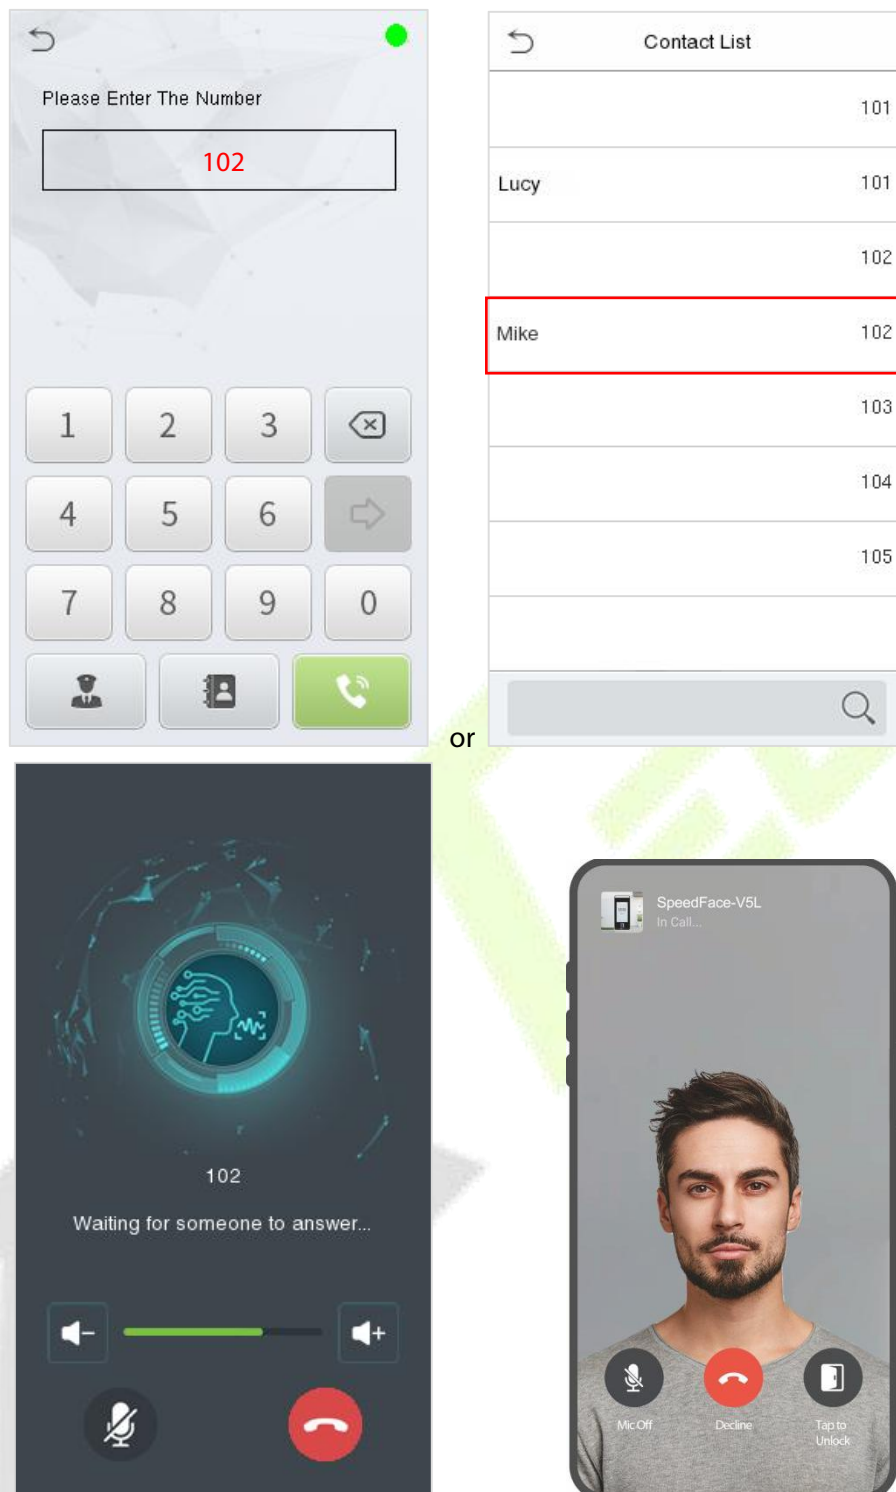 Please Enter The Number
102
1 2 3
4 5 6
7 8 9 0
or
Contact List
101
Lucy 101
102
Mike 102
103
104
105
102
Waiting for someone to answer...
SpeedFace-V5L
In Call...
Mic Off Decline Tap to
Unlock